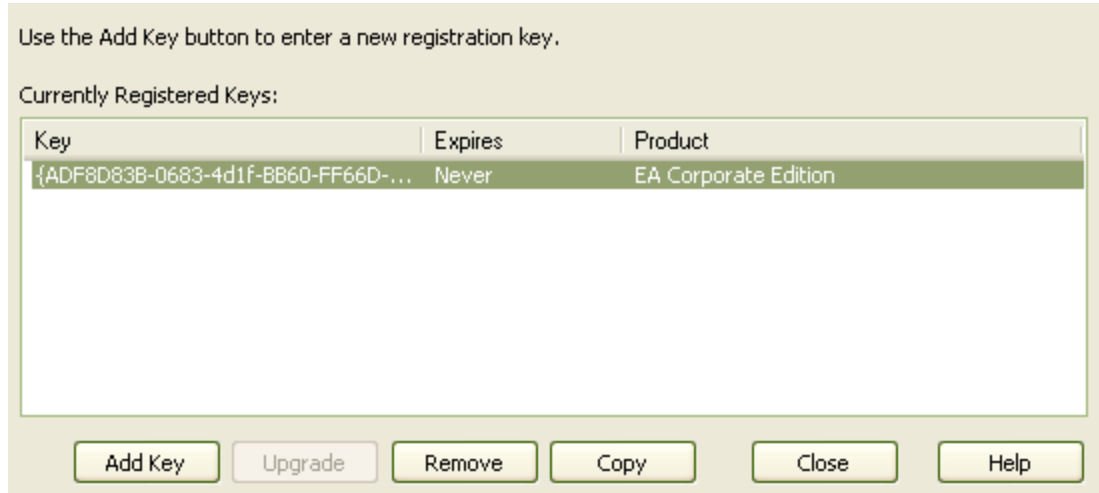 Use the Add Key button to enter a new registration key.
Currently Registered Keys:
Key Expires Product
{ADF8D83B-0683-4d1f-BB60-FF66D-... Never EA Corporate Edition
Add Key Upgrade Remove Copy Close Help